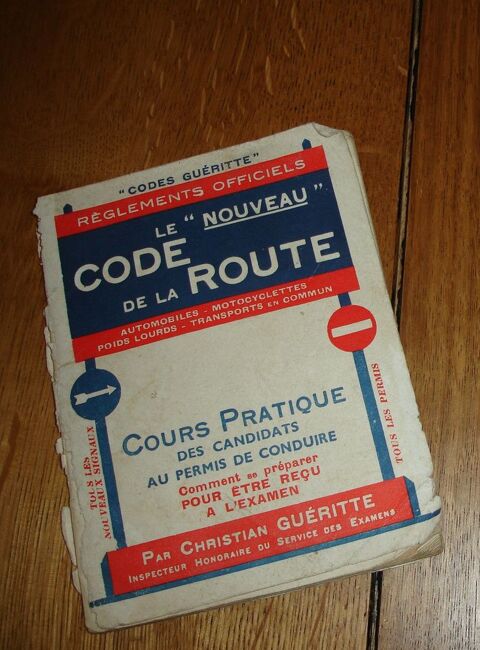 "CODES GUÉRITTE"
RÈGLEMENTS OFFICIELS
LE "NOUVEAU"
CODE
DE LA ROUTE
AUTOMOBILES - MOTOCYCLETTES
POIDS LOURDS - TRANSPORTS EN COMMUN
COURS PRATIQUE
DES CANDIDATS
AU PERMIS DE CONDUIRE
Comment se préparer
POUR ÊTRE REÇU
A L'EXAMEN
TOUS LES
NOUVEAUX SIGNAUX
TOUS LES PERMIS
PAR CHRISTIAN GUÉRITTE
INSPECTEUR HONORAIRE DU SERVICE DES EXAMENS